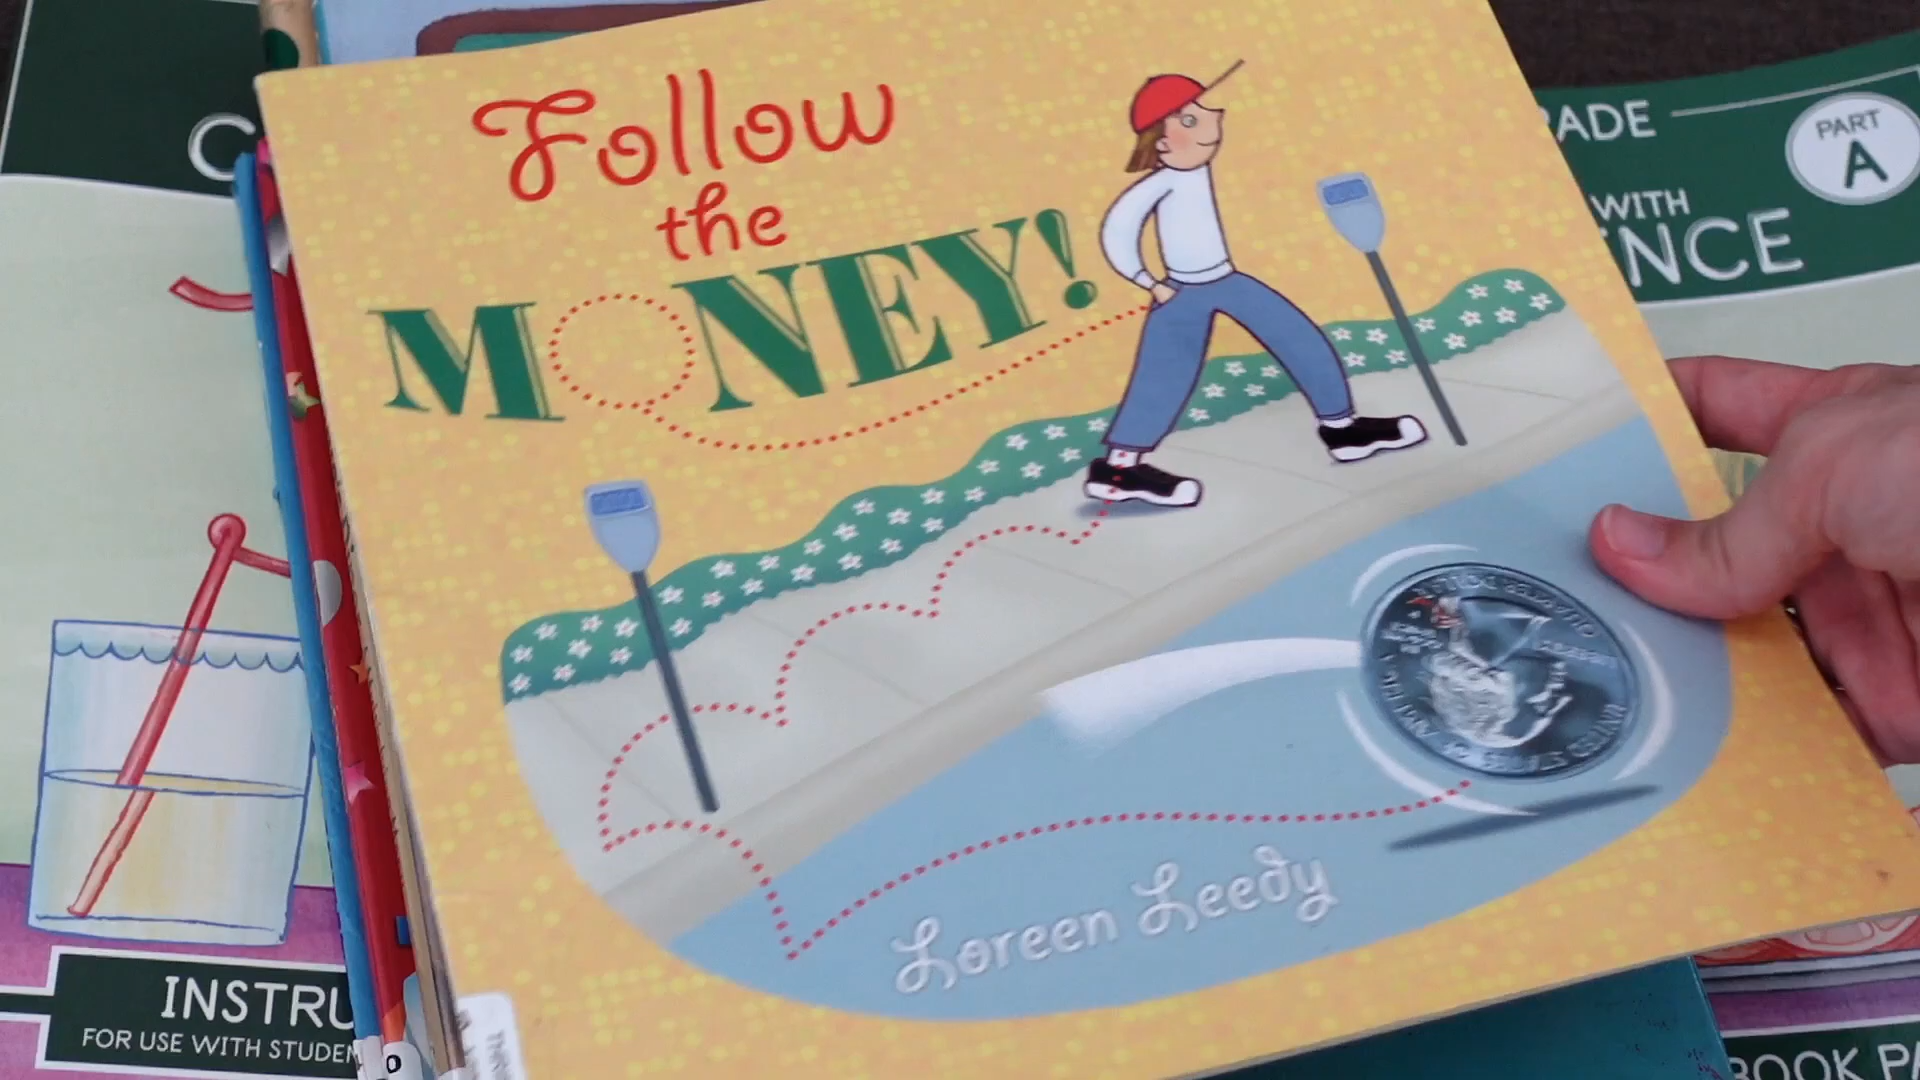 Follow
the
MONEY!
Loreen Leedy
C
RADE
PART
A
WITH
NCE
INSTRU
FOR USE WITH STUDEN
OOK PA